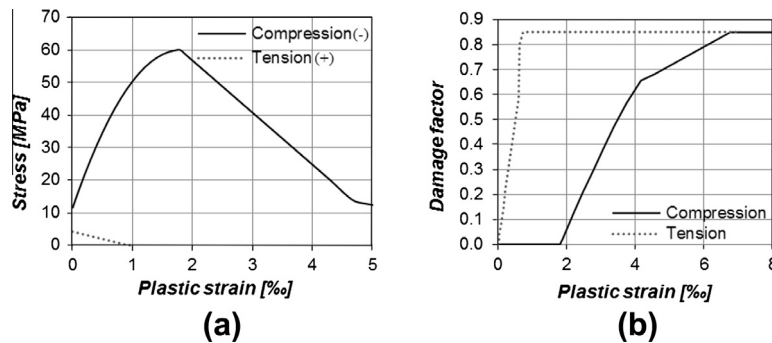 70
60
50
40
30
20
10
0
Stress [MPa]
Compression(-)
Tension(+)
0 1 2 3 4 5
Plastic strain [‰]
(a)
0.9
0.8
0.7
0.6
0.5
0.4
0.3
0.2
0.1
0.0
Damage factor
Compression
Tension
0 2 4 6 8
Plastic strain [‰]
(b)